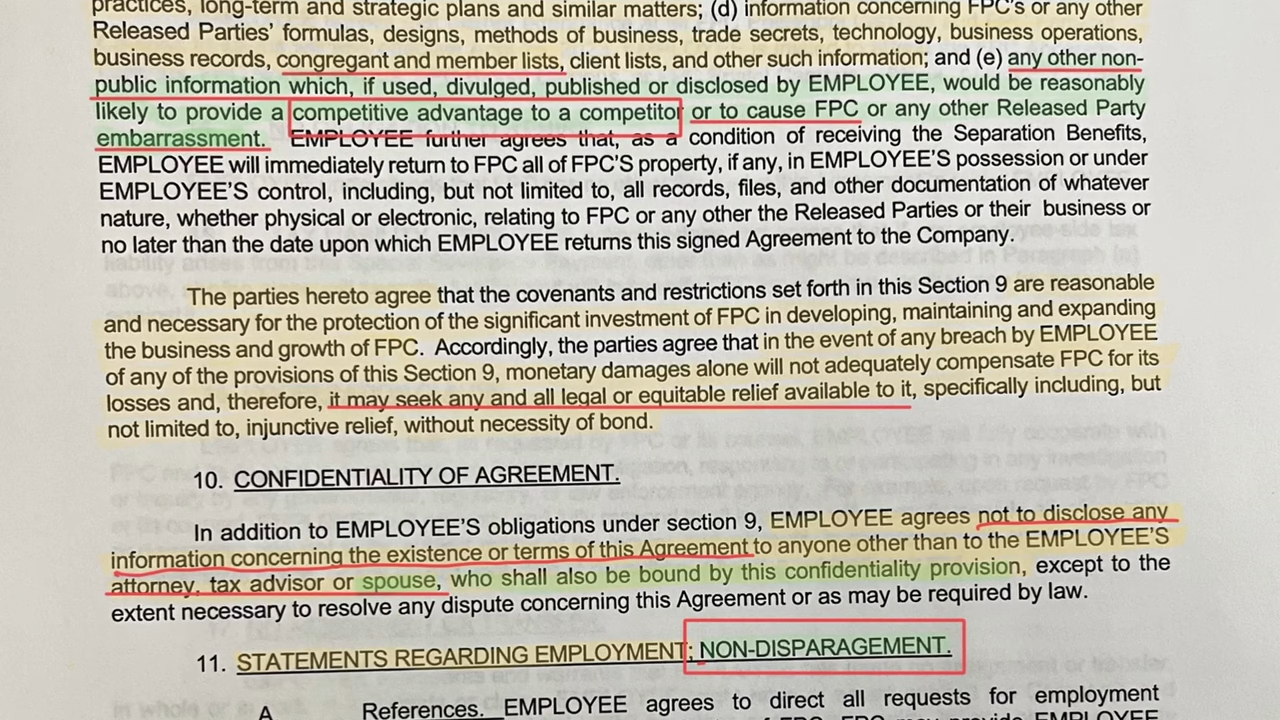 practices, long-term and strategic plans and similar matters; (d) information concerning FPC's or any other
Released Parties' formulas, designs, methods of business, trade secrets, technology, business operations,
business records, congregant and member lists, client lists, and other such information; and (e) any other non-
public information which, if used, divulged, published or disclosed by EMPLOYEE, would be reasonably
likely to provide a competitive advantage to a competitor or to cause FPC or any other Released Party
embarrassment. EMPLOYEE further agrees that, as a condition of receiving the Separation Benefits,
EMPLOYEE will immediately return to FPC all of FPC'S property, if any, in EMPLOYEE'S possession or under
EMPLOYEE'S control, including, but not limited to, all records, files, and other documentation of whatever
nature, whether physical or electronic, relating to FPC or any other the Released Parties or their business or
no later than the date upon which EMPLOYEE returns this signed Agreement to the Company.
The parties hereto agree that the covenants and restrictions set forth in this Section 9 are reasonable
and necessary for the protection of the significant investment of FPC in developing, maintaining and expanding
the business and growth of FPC. Accordingly, the parties agree that in the event of any breach by EMPLOYEE
of any of the provisions of this Section 9, monetary damages alone will not adequately compensate FPC for its
losses and, therefore, it may seek any and all legal or equitable relief available to it, specifically including, but
not limited to, injunctive relief, without necessity of bond.
10. CONFIDENTIALITY OF AGREEMENT.
In addition to EMPLOYEE'S obligations under section 9, EMPLOYEE agrees not to disclose any
information concerning the existence or terms of this Agreement to anyone other than to the EMPLOYEE'S
attorney, tax advisor or spouse, who shall also be bound by this confidentiality provision, except to the
extent necessary to resolve any dispute concerning this Agreement or as may be required by law.
11. STATEMENTS REGARDING EMPLOYMENT; NON-DISPARAGEMENT.
A References. EMPLOYEE agrees to direct all requests for employment